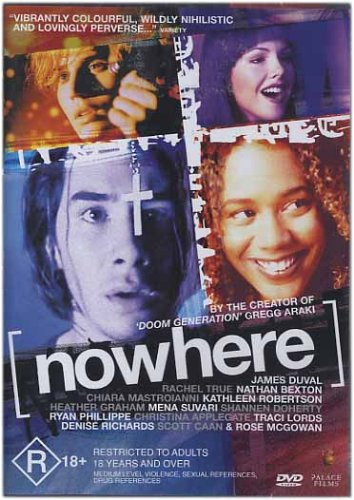 "VIBRANTLY COLOURFUL, WILDLY NIHILISTIC
AND LOVINGLY PERVERSE..." VARIETY
BY THE CREATOR OF
'DOOM GENERATION' GREGG ARAKI
[nowhere]
JAMES DUVAL
RACHEL TRUE NATHAN BEXTON
CHIARA MASTROIANNI KATHLEEN ROBERTSON
HEATHER GRAHAM MENA SUVARI SHANNEN DOHERTY
RYAN PHILLIPPE CHRISTINA APPLEGATE TRACI LORDS
DENISE RICHARDS SCOTT CAAN & ROSE MCGOWAN
R 18+
RESTRICTED TO ADULTS
18 YEARS AND OVER
MEDIUM LEVEL VIOLENCE, SEXUAL REFERENCES,
DRUG REFERENCES
DVD
VIDEO
PALACE
FILMS